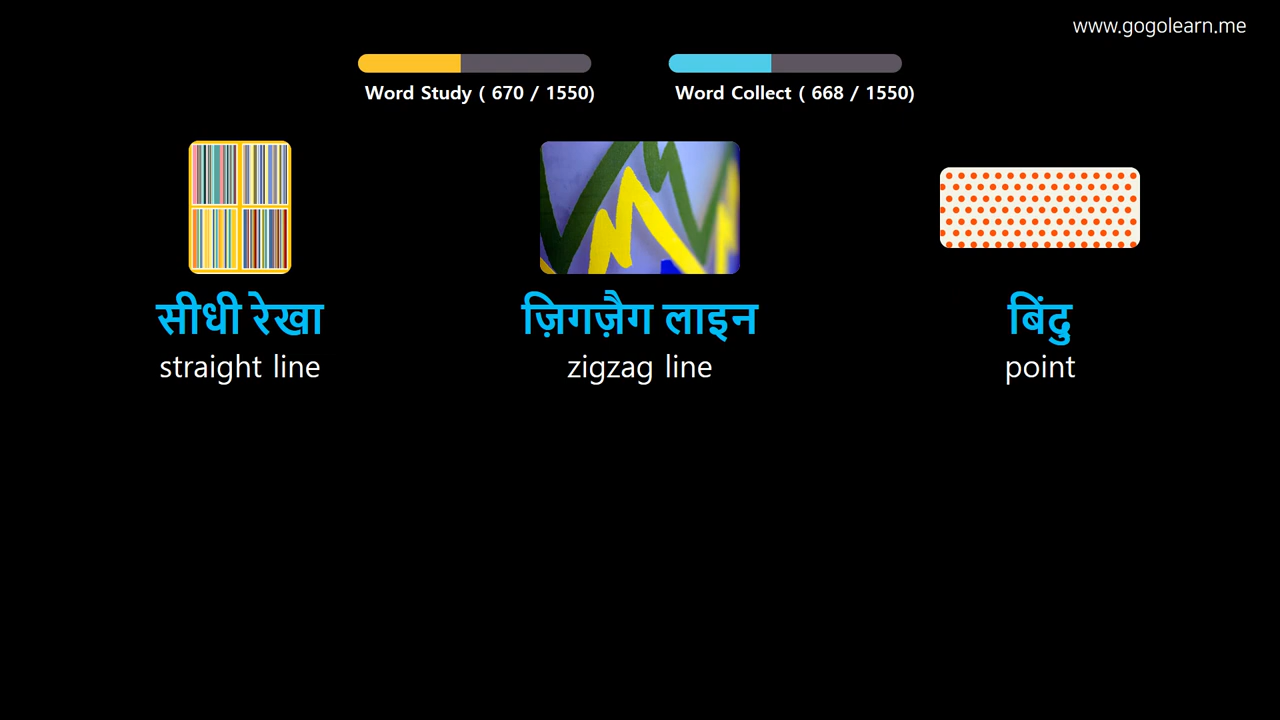 www.gogolearn.me
Word Study ( 670 / 1550)
Word Collect ( 668 / 1550)
सीधी रेखा
straight line
ज़िगज़ैग लाइन
zigzag line
बिंदु
point